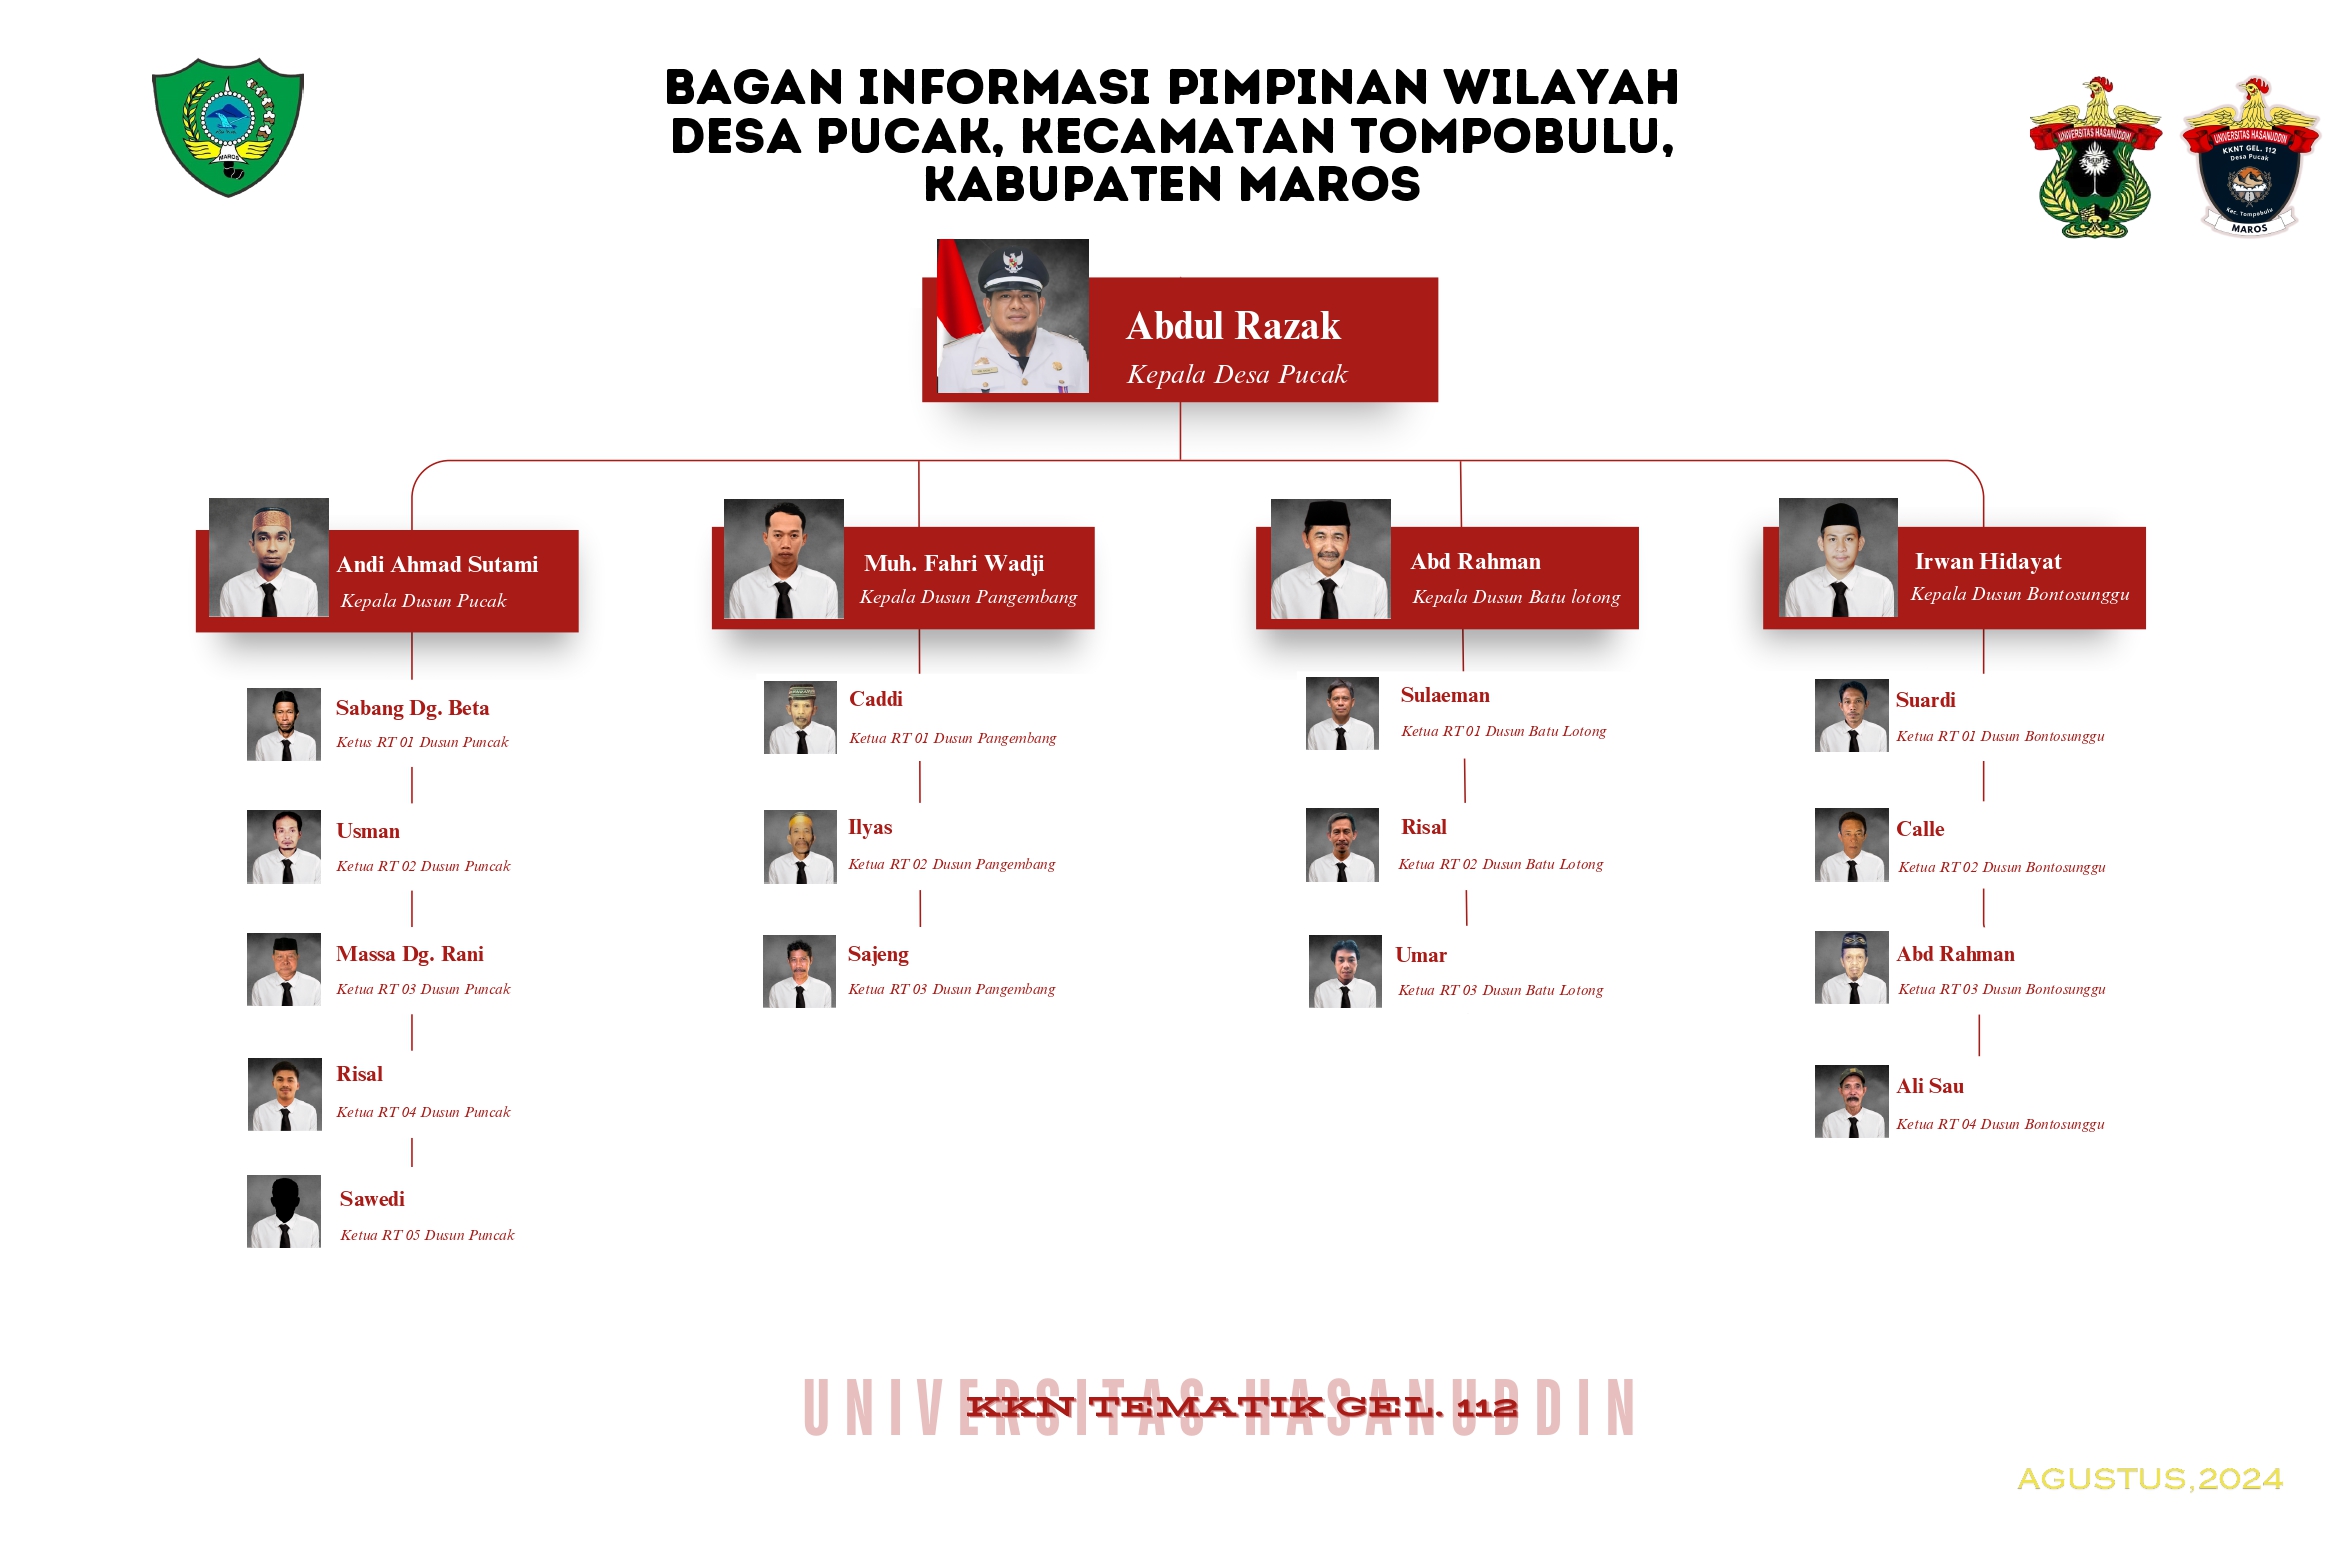 BAGAN INFORMASI PIMPINAN WILAYAH
DESA PUCAK, KECAMATAN TOMPOBULU,
KABUPATEN MAROS
MAROS
UNIVERSITAS HASANUDDIN
UNIVERSITAS HASANUDDIN
KKNT GEL. 112
Desa Pucak
Kec. Tompobulu
MAROS
Abdul Razak
Kepala Desa Pucak
Andi Ahmad Sutami
Kepala Dusun Pucak
Sabang Dg. Beta
Ketus RT 01 Dusun Puncak
Usman
Ketua RT 02 Dusun Puncak
Massa Dg. Rani
Ketua RT 03 Dusun Puncak
Risal
Ketua RT 04 Dusun Puncak
Sawedi
Ketua RT 05 Dusun Puncak
Muh. Fahri Wadji
Kepala Dusun Pangembang
Caddi
Ketua RT 01 Dusun Pangembang
Ilyas
Ketua RT 02 Dusun Pangembang
Sajeng
Ketua RT 03 Dusun Pangembang
Abd Rahman
Kepala Dusun Batu lotong
Sulaeman
Ketua RT 01 Dusun Batu Lotong
Risal
Ketua RT 02 Dusun Batu Lotong
Umar
Ketua RT 03 Dusun Batu Lotong
Irwan Hidayat
Kepala Dusun Bontosunggu
Suardi
Ketua RT 01 Dusun Bontosunggu
Calle
Ketua RT 02 Dusun Bontosunggu
Abd Rahman
Ketua RT 03 Dusun Bontosunggu
Ali Sau
Ketua RT 04 Dusun Bontosunggu
UNIVERSITAS HASANUDDIN
KKN TEMATIK GEL. 112
AGUSTUS,2024